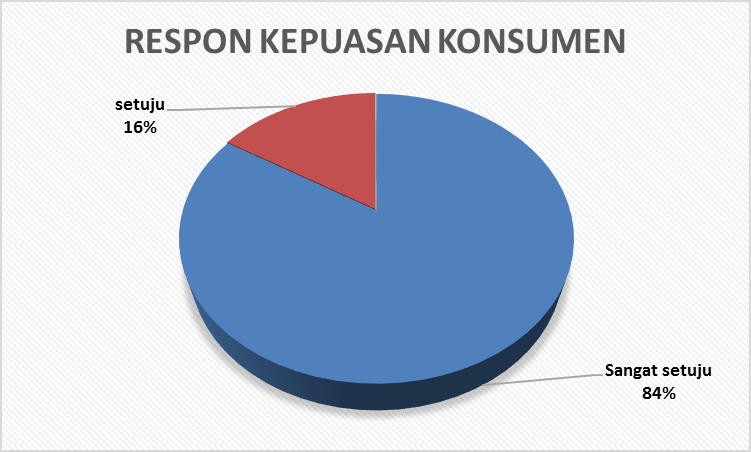 RESPON KEPUASAN KONSUMEN
setuju
16%
Sangat setuju
84%